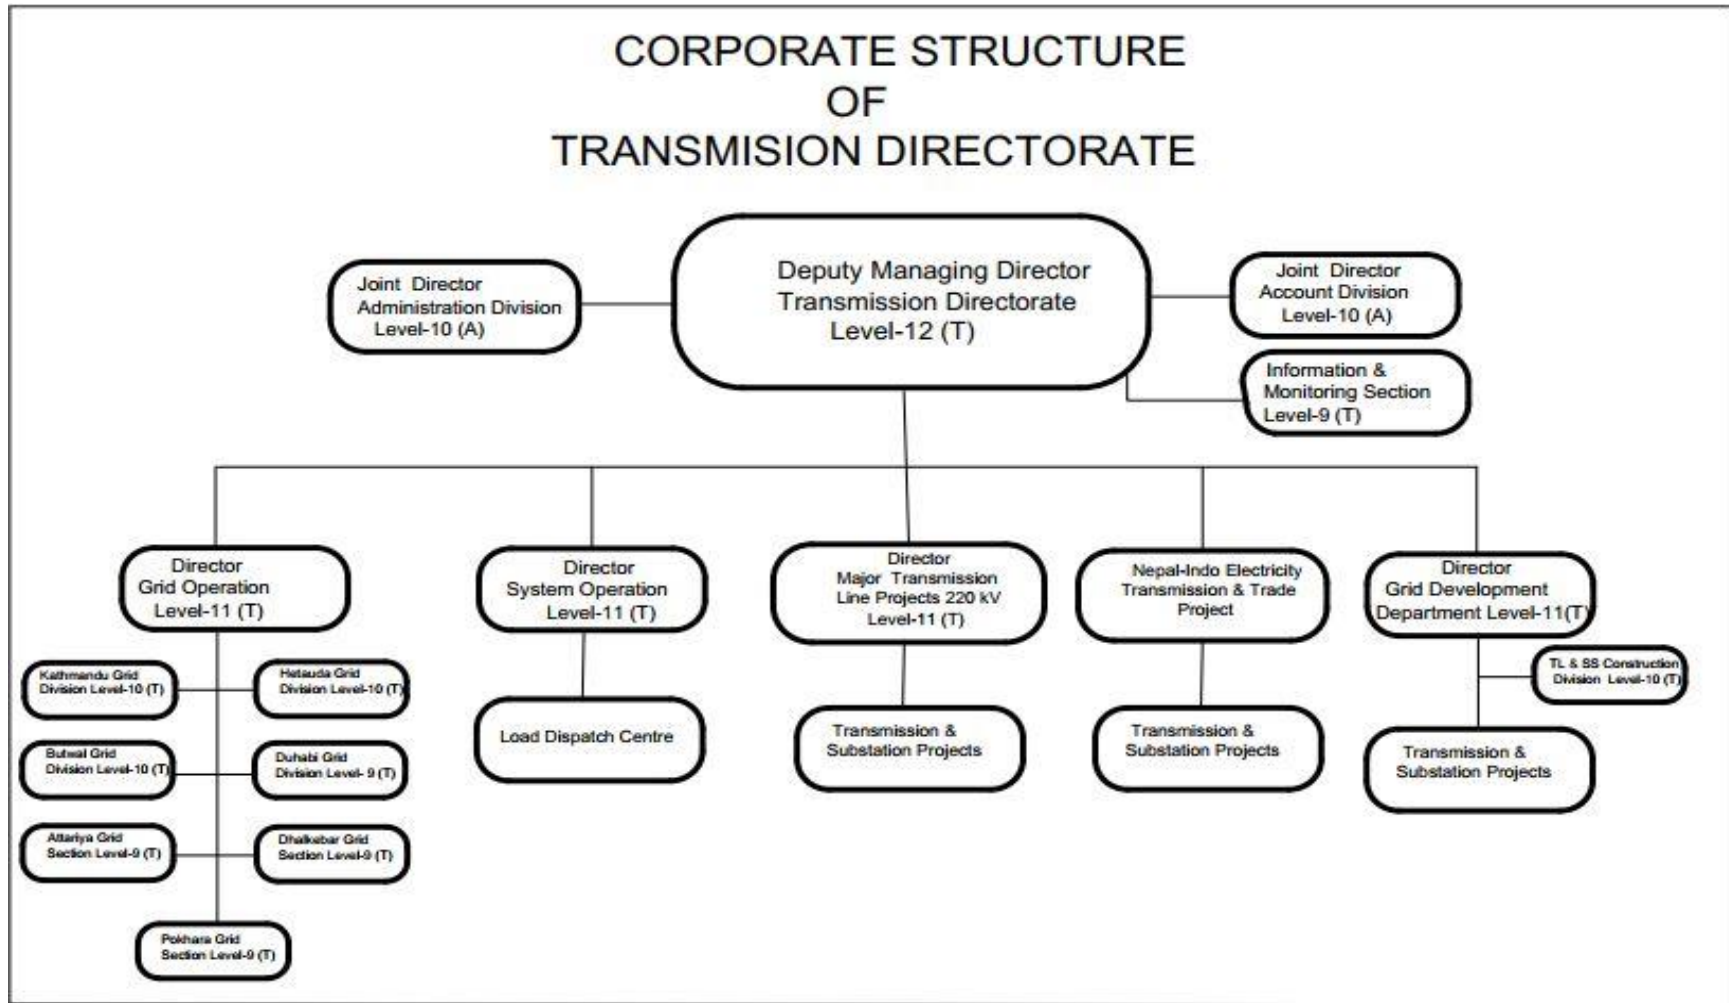 CORPORATE STRUCTURE
OF
TRANSMISION DIRECTORATE
Joint Director
Administration Division
Level-10 (A)
Deputy Managing Director
Transmission Directorate
Level-12 (T)
Joint Director
Account Division
Level-10 (A)
Information &
Monitoring Section
Level-9 (T)
Director
Grid Operation
Level-11 (T)
Director
System Operation
Level-11 (T)
Director
Major Transmission
Line Projects 220 kV
Level-11 (T)
Nepal-Indo Electricity
Transmission & Trade
Project
Director
Grid Development
Department Level-11(T)
Kathmandu Grid
Division Level-10 (T)
Hetauda Grid
Division Level-10 (T)
Butwal Grid
Division Level-10 (T)
Duhabi Grid
Division Level- 9 (T)
Attariya Grid
Section Level-9 (T)
Dhalkebar Grid
Section Level-9 (T)
Pokhara Grid
Section Level-9 (T)
Load Dispatch Centre
Transmission &
Substation Projects
Transmission &
Substation Projects
TL & SS Construction
Division Level-10 (T)
Transmission &
Substation Projects